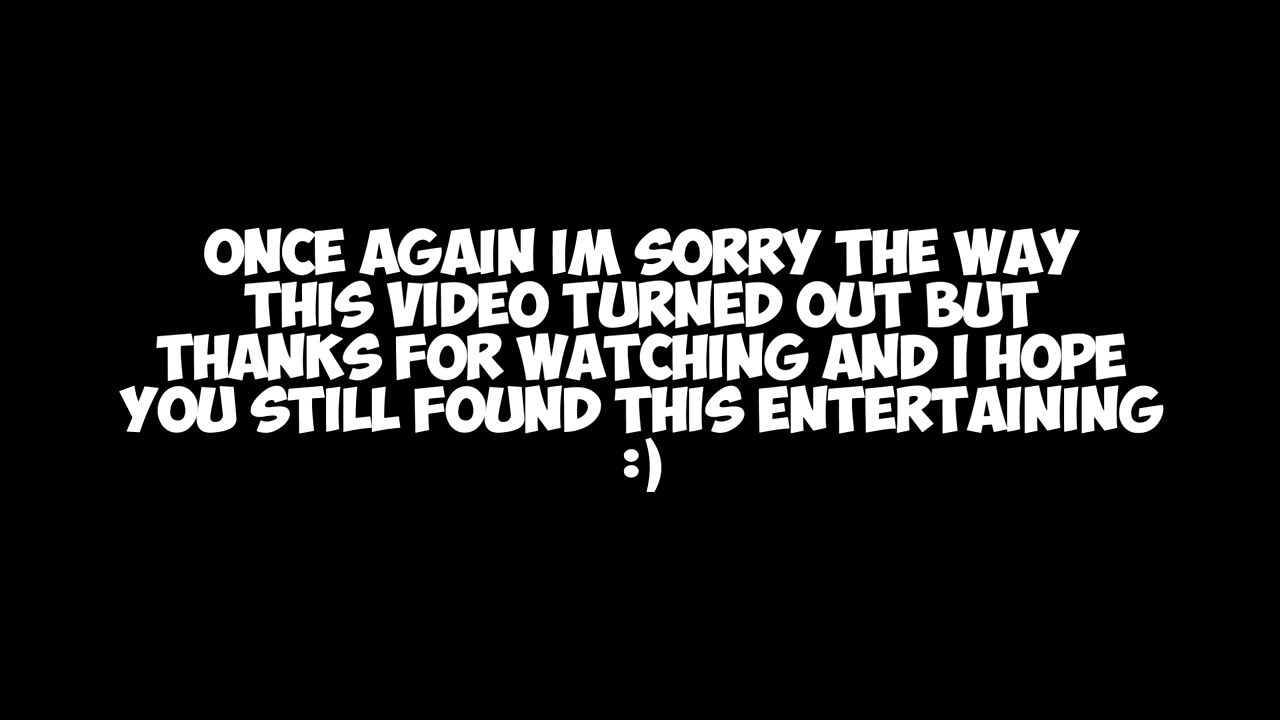 ONCE AGAIN IM SORRY THE WAY
THIS VIDEO TURNED OUT BUT
THANKS FOR WATCHING AND I HOPE
YOU STILL FOUND THIS ENTERTAINING
:)